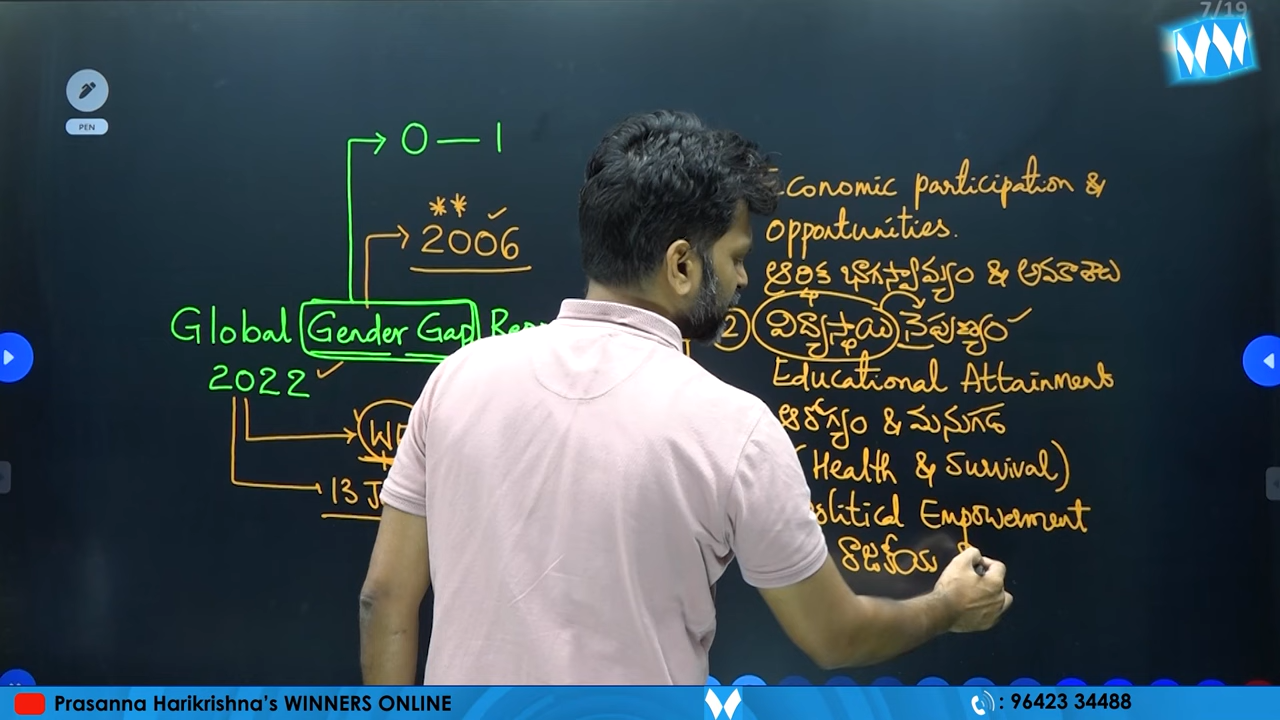 7/19
W
PEN
0 — 1
** ✓
2006
Global Gender Gap
2022 ✓
13
Economic participation &
opportunities.
ఆర్థిక భాగస్వామ్యం & అవకాశాలు
② విద్యాస్థాయి నైపుణ్యం ✓
Educational Attainment
ఆరోగ్యం & మనుగడ
(Health & Survival)
Political Empowerment
రాజకీయ
Prasanna Harikrishna's WINNERS ONLINE
: 96423 34488